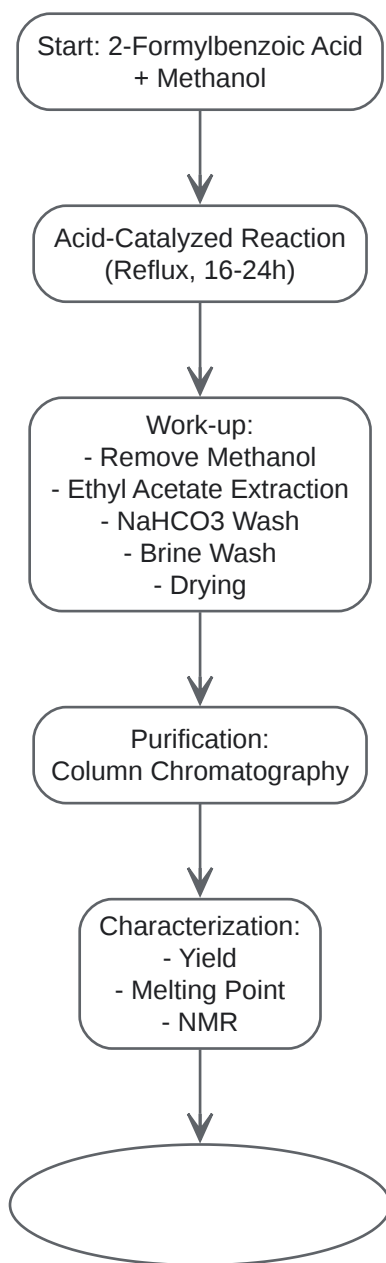 Start: 2-Formylbenzoic Acid
+ Methanol
Acid-Catalyzed Reaction
(Reflux, 16-24h)
Work-up:
- Remove Methanol
- Ethyl Acetate Extraction
- NaHCO3 Wash
- Brine Wash
- Drying
Purification:
Column Chromatography
Characterization:
- Yield
- Melting Point
- NMR